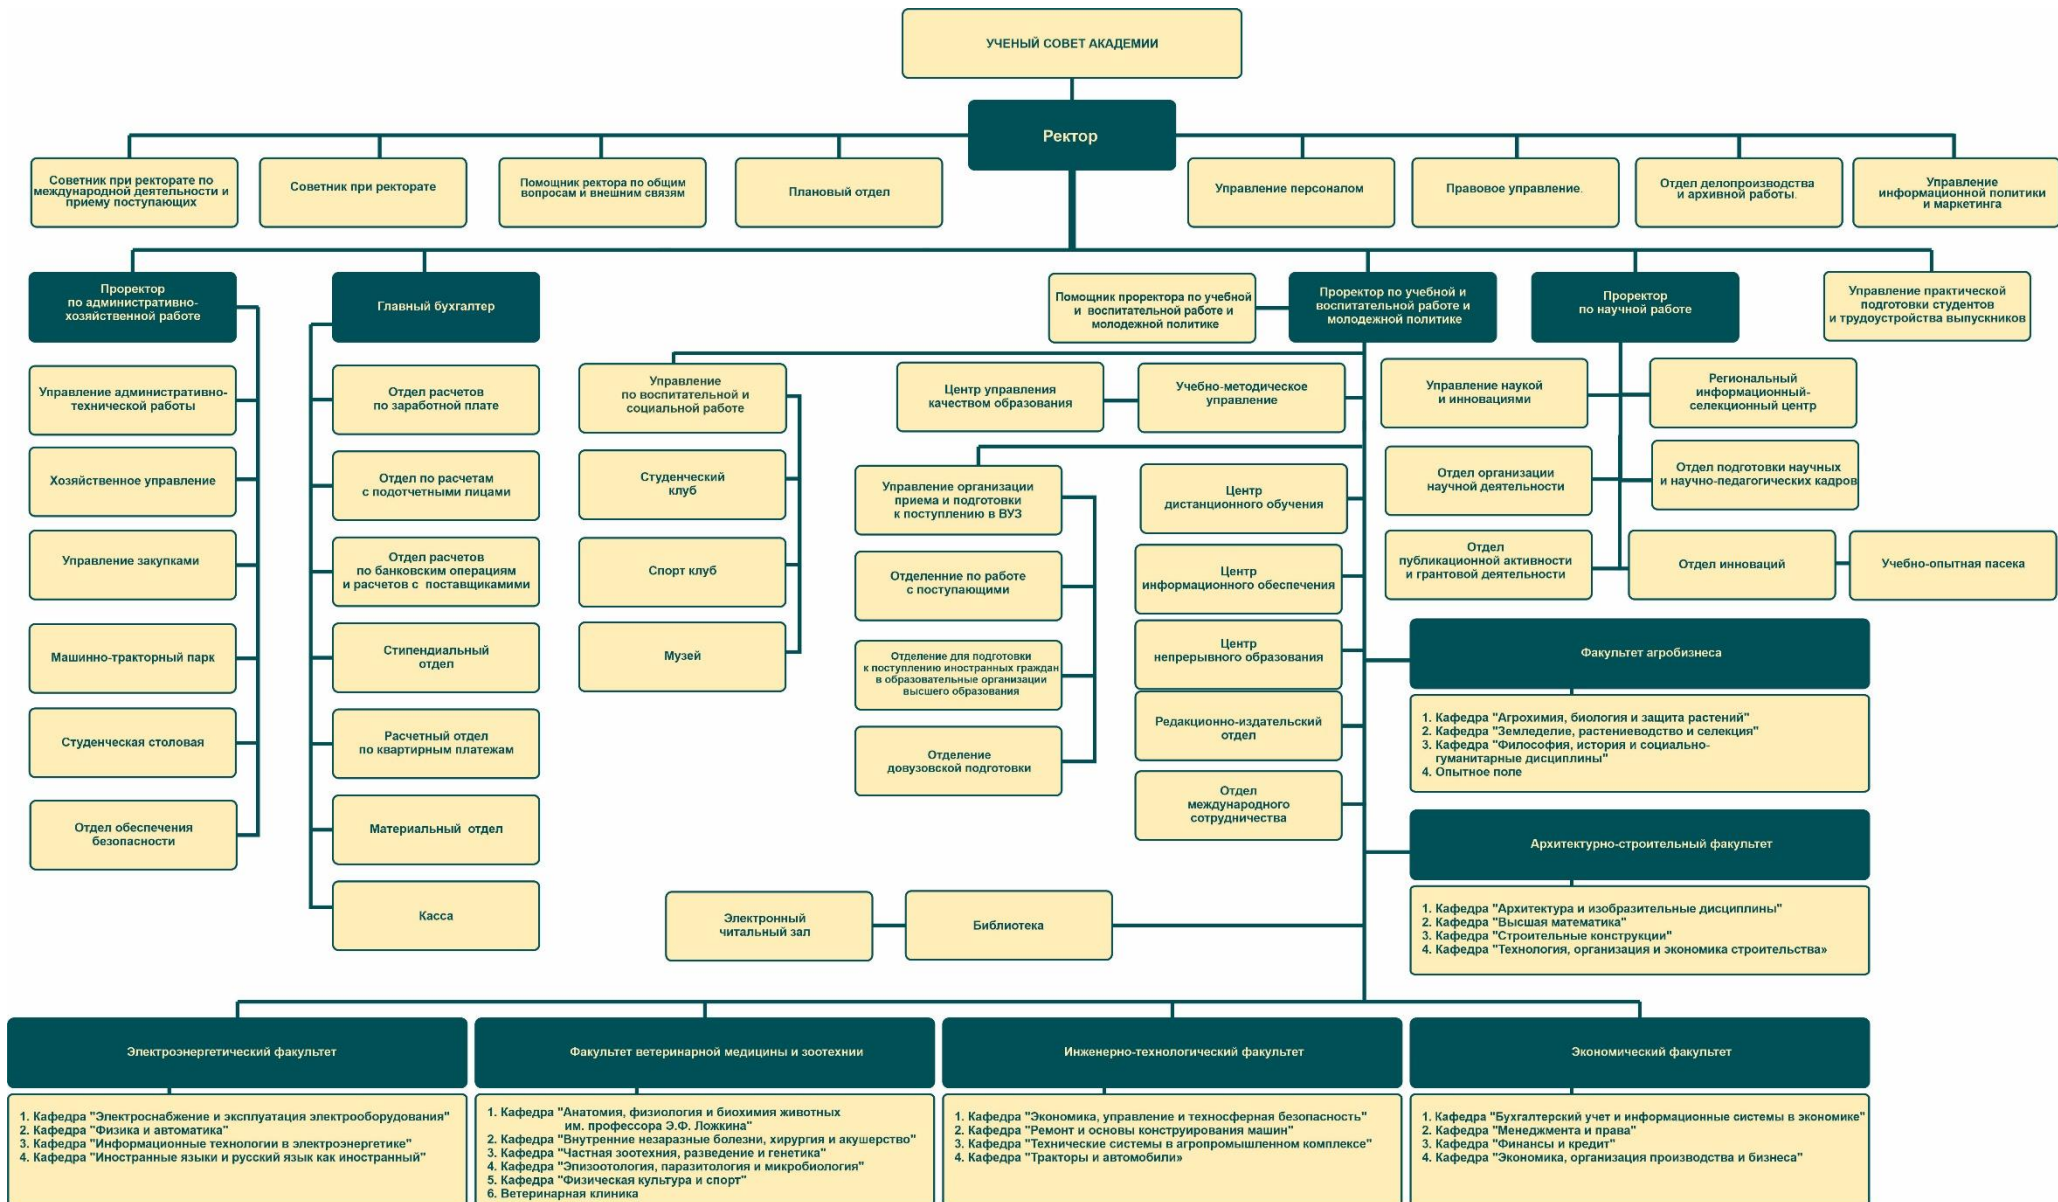 УЧЕНЫЙ СОВЕТ АКАДЕМИИ
Ректор
Советник при ректорате по
международной деятельности и
приему поступающих
Советник при ректорате
Помощник ректора по общим
вопросам и внешним связям
Плановый отдел
Управление персоналом
Правовое управление.
Отдел делопроизводства
и архивной работы.
Управление
информационной политики
и маркетинга
Проректор
по административно-
хозяйственной работе
Главный бухгалтер
Помощник проректора по учебной
и воспитательной работе и
молодежной политике
Проректор по учебной и
воспитательной работе и
молодежной политике
Проректор
по научной работе
Управление практической
подготовки студентов
и трудоустройства выпускников
Управление административно-
технической работы
Хозяйственное управление
Управление закупками
Машинно-тракторный парк
Студенческая столовая
Отдел обеспечения
безопасности
Отдел расчетов
по заработной плате
Отдел по расчетам
с подотчетными лицами
Отдел расчетов
по банковским операциям
и расчетов с поставщикамими
Стипендиальный
отдел
Расчетный отдел
по квартирным платежам
Материальный отдел
Касса
Управление
по воспитательной и
социальной работе
Студенческий
клуб
Спорт клуб
Музей
Центр управления
качеством образования
Учебно-методическое
управление
Управление организации
приема и подготовки
к поступлению в ВУЗ
Отделенние по работе
с поступающими
Отделение для подготовки
к поступлению иностранных граждан
в образовательные организации
высшего образования
Отделение
довузовской подготовки
Центр
дистанционного обучения
Центр
информационного обеспечения
Центр
непрерывного образования
Редакционно-издательский
отдел
Отдел
международного
сотрудничества
Электронный
читальный зал
Библиотека
Управление наукой
и инновациями
Региональный
информационный-
селекционный центр
Отдел организации
научной деятельности
Отдел подготовки научных
и научно-педагогических кадров
Отдел
публикационной активности
и грантовой деятельности
Отдел инноваций
Учебно-опытная пасека
Факультет агробизнеса
1. Кафедра "Агрохимия, биология и защита растений"
2. Кафедра "Земледелие, растениеводство и селекция"
3. Кафедра "Философия, история и социально-
гуманитарные дисциплины"
4. Опытное поле
Архитектурно-строительный факультет
1. Кафедра "Архитектура и изобразительные дисциплины"
2. Кафедра "Высшая математика"
3. Кафедра "Строительные конструкции"
4. Кафедра "Технология, организация и экономика строительства»
Электроэнергетический факультет
1. Кафедра "Электроснабжение и эксплуатация электрооборудования"
2. Кафедра "Физика и автоматика"
3. Кафедра "Информационные технологии в электроэнергетике"
4. Кафедра "Иностранные языки и русский язык как иностранный"
Факультет ветеринарной медицины и зоотехнии
1. Кафедра "Анатомия, физиология и биохимия животных
им. профессора Э.Ф. Ложкина"
2. Кафедра "Внутренние незаразные болезни, хирургия и акушерство"
3. Кафедра "Частная зоотехния, разведение и генетика"
4. Кафедра "Эпизоотология, паразитология и микробиология"
5. Кафедра "Физическая культура и спорт"
6. Ветеринарная клиника
Инженерно-технологический факультет
1. Кафедра "Экономика, управление и техносферная безопасность"
2. Кафедра "Ремонт и основы конструирования машин"
3. Кафедра "Технические системы в агропромышленном комплексе"
4. Кафедра "Тракторы и автомобили»
Экономический факультет
1. Кафедра "Бухгалтерский учет и информационные системы в экономике"
2. Кафедра "Менеджмента и права"
3. Кафедра "Финансы и кредит"
4. Кафедра "Экономика, организация производства и бизнеса"